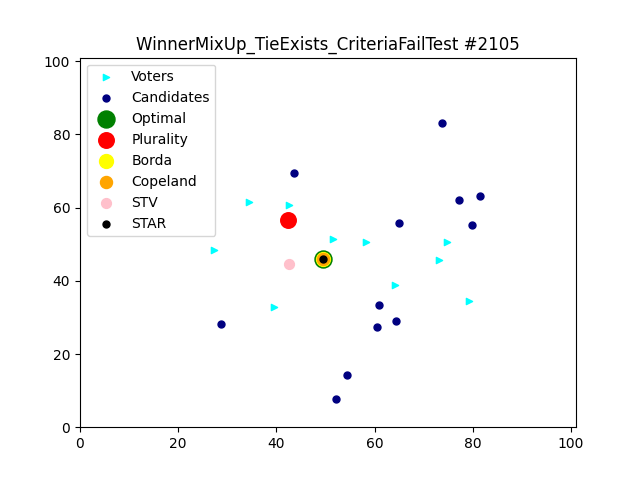 WinnerMixUp_TieExists_CriteriaFailTest #2105
Voters
Candidates
Optimal
Plurality
Borda
Copeland
STV
STAR
100
80
60
40
20
0
0 20 40 60 80 100